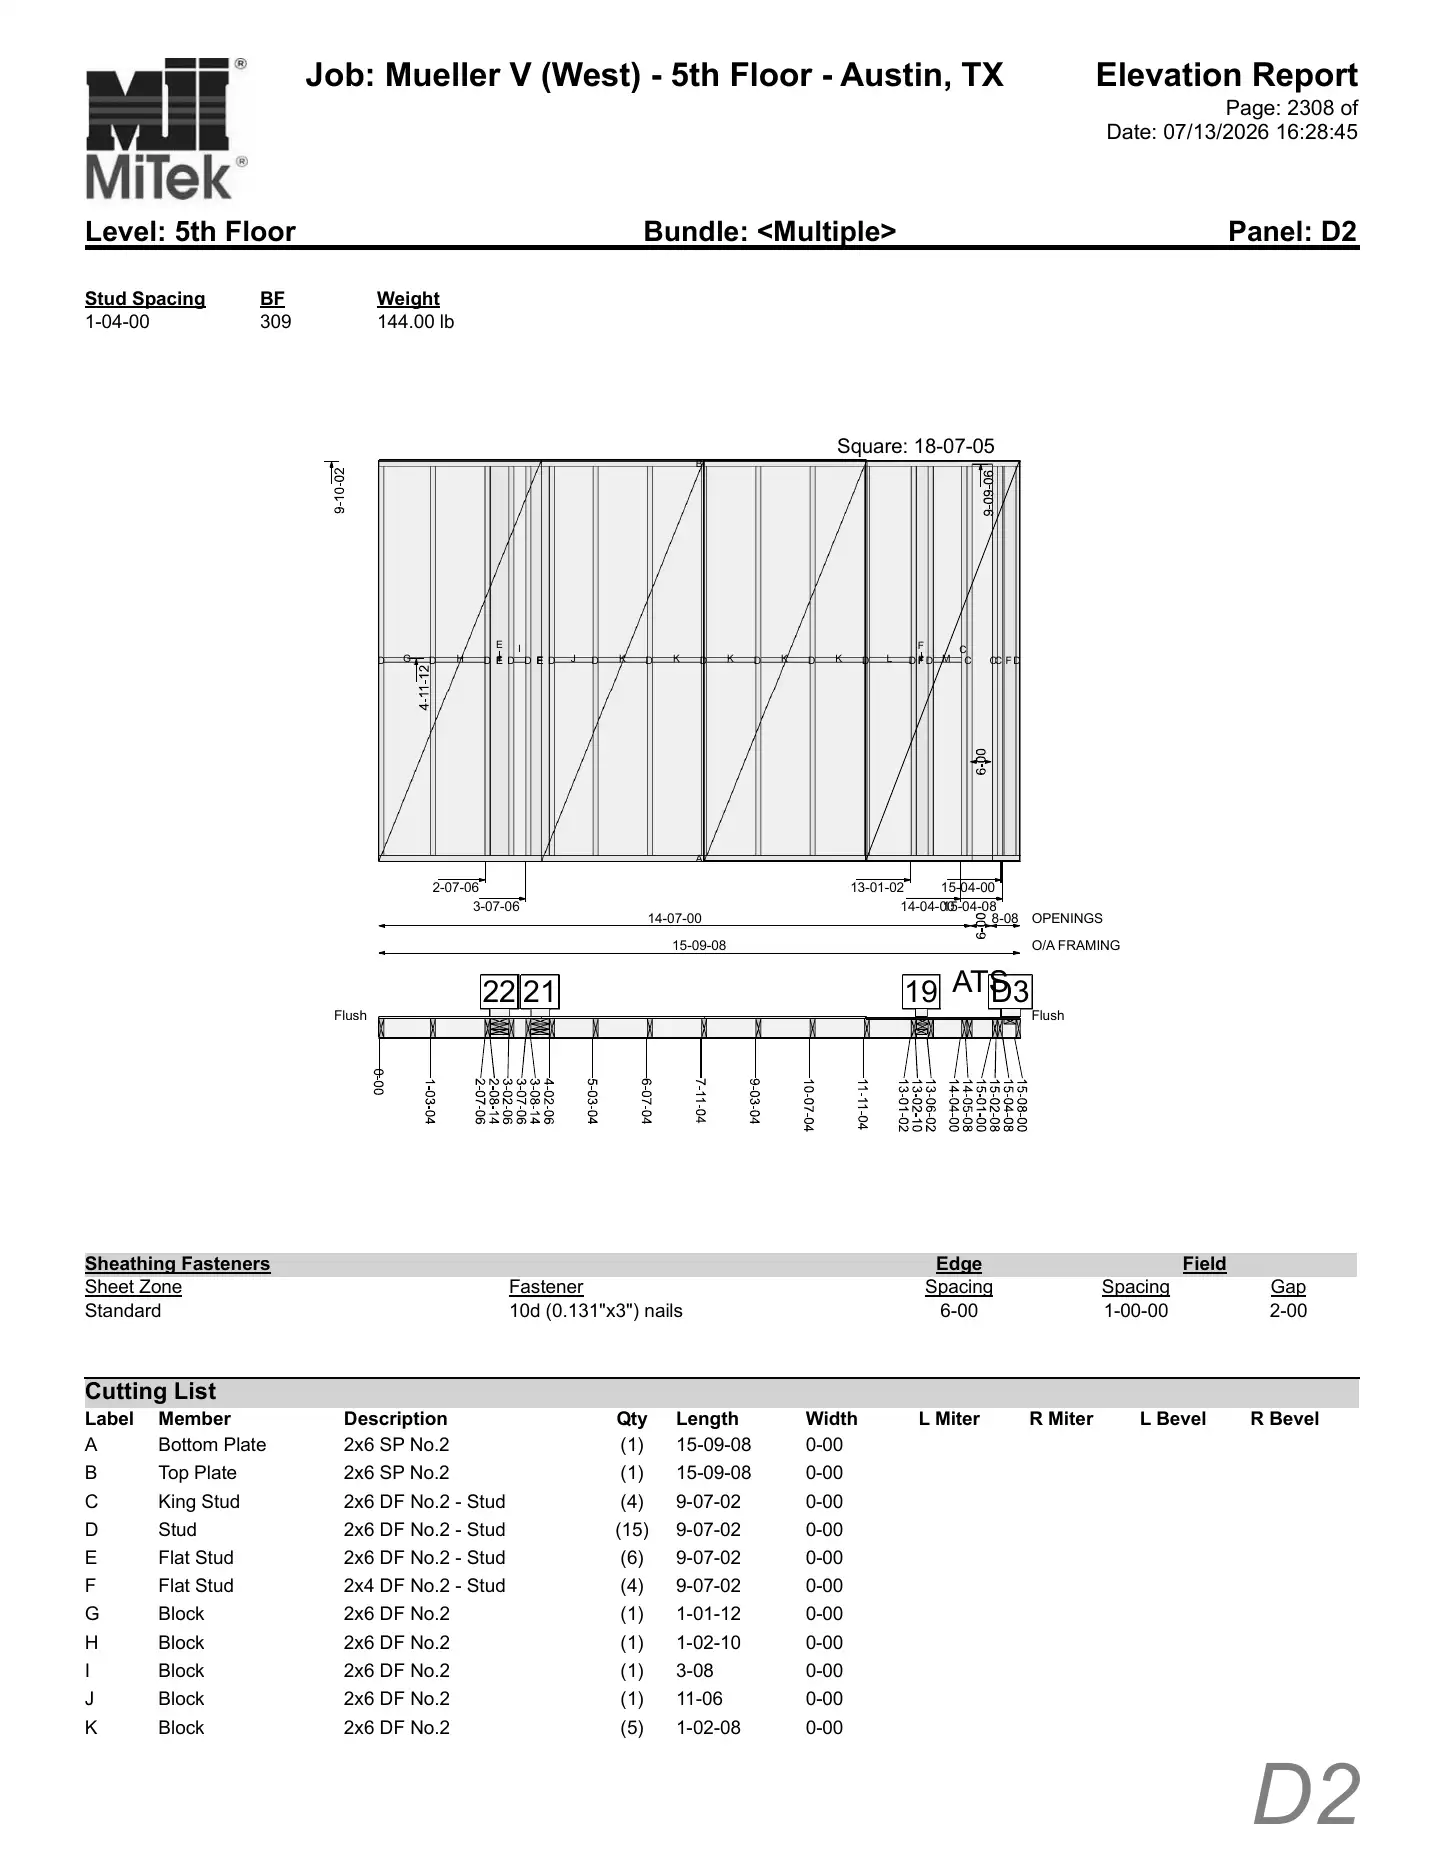 Job: Mueller V (West) - 5th Floor - Austin, TX
Elevation Report
Page: 2308 of
Date: 07/13/2026 16:28:45
MiTek®
Level: 5th Floor Bundle: <Multiple> Panel: D2
Stud Spacing BF Weight
1-04-00 309 144.00 lb
Square: 18-07-05
9-10-02
9-09-06
E I F C
D G D H D E D D E D J D K D K D K D K D K D L D F D M C C C F D
4-11-12
6-00
B
A
2-07-06 13-01-02 15-04-00
3-07-06 14-04-00 15-04-08
14-07-00 6-00 8-08 OPENINGS
15-09-08 O/A FRAMING
22 21 19 ATS D3
Flush Flush
0-00 1-03-04 2-07-06 2-08-14 3-02-06 3-07-06 3-08-14 4-02-06 5-03-04 6-07-04 7-11-04 9-03-04 10-07-04 11-11-04 13-01-02 13-02-10 13-06-02 14-04-00 14-05-08 15-01-00 15-02-08 15-04-08 15-08-00
Sheathing Fasteners Edge Field
Sheet Zone Fastener Spacing Spacing Gap
Standard 10d (0.131"x3") nails 6-00 1-00-00 2-00
Cutting List
Label Member Description Qty Length Width L Miter R Miter L Bevel R Bevel
A Bottom Plate 2x6 SP No.2 (1) 15-09-08 0-00
B Top Plate 2x6 SP No.2 (1) 15-09-08 0-00
C King Stud 2x6 DF No.2 - Stud (4) 9-07-02 0-00
D Stud 2x6 DF No.2 - Stud (15) 9-07-02 0-00
E Flat Stud 2x6 DF No.2 - Stud (6) 9-07-02 0-00
F Flat Stud 2x4 DF No.2 - Stud (4) 9-07-02 0-00
G Block 2x6 DF No.2 (1) 1-01-12 0-00
H Block 2x6 DF No.2 (1) 1-02-10 0-00
I Block 2x6 DF No.2 (1) 3-08 0-00
J Block 2x6 DF No.2 (1) 11-06 0-00
K Block 2x6 DF No.2 (5) 1-02-08 0-00
D2